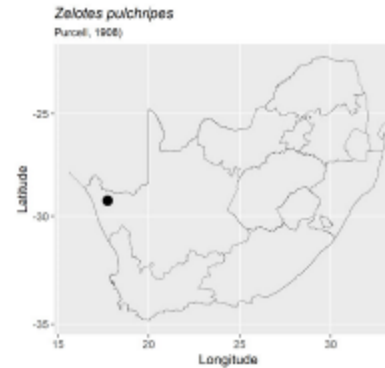 Zelotes pulchripes
Purcell, 1908)
-25
-30
-35
Latitude
15 20 25 30
Longitude